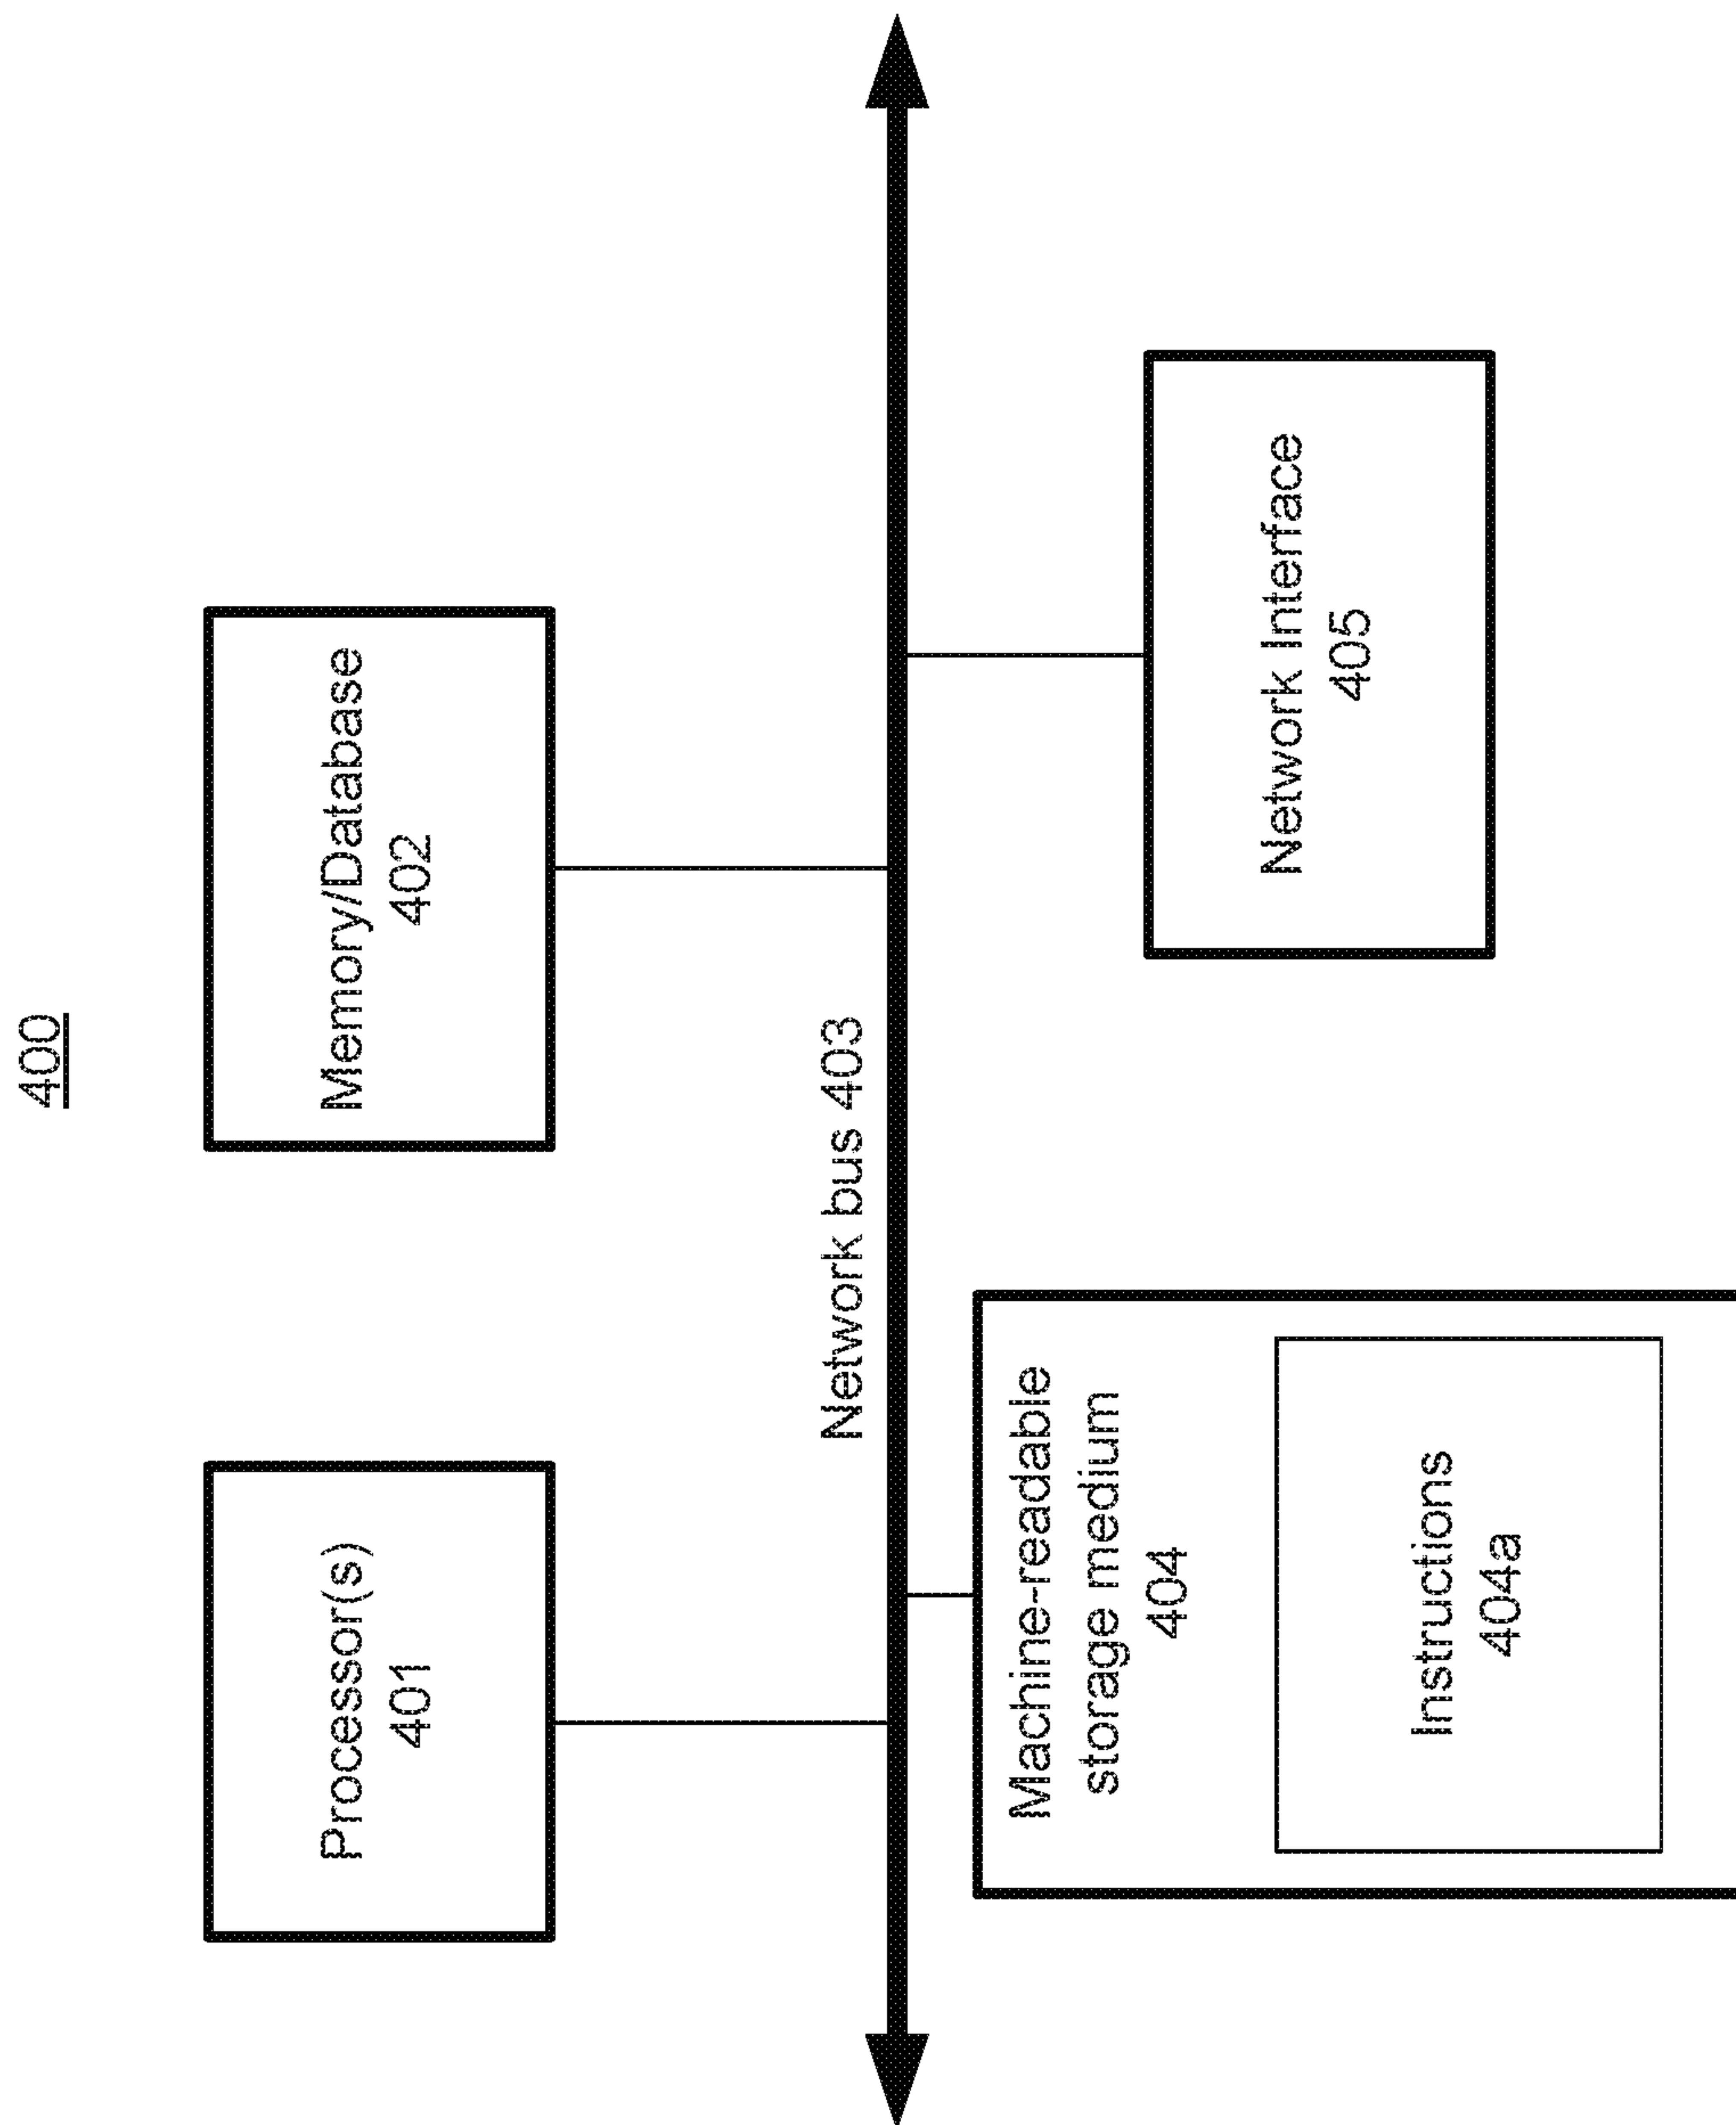 400
Processor(s)
401
Memory/Database
402
Network bus 403
Machine-readable
storage medium
404
Instructions
404a
Network Interface
405